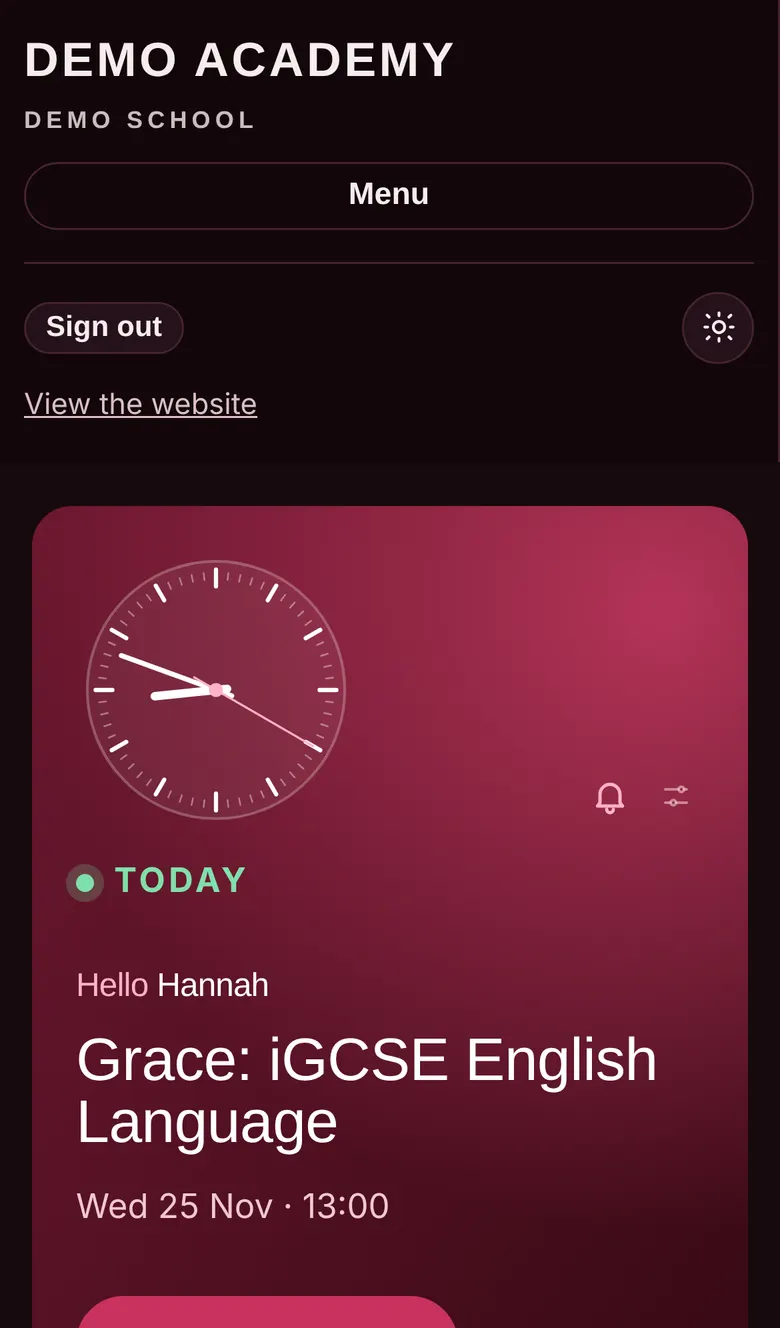 DEMO ACADEMY
DEMO SCHOOL
Menu
Sign out
View the website
TODAY
Hello Hannah
Grace: iGCSE English
Language
Wed 25 Nov · 13:00